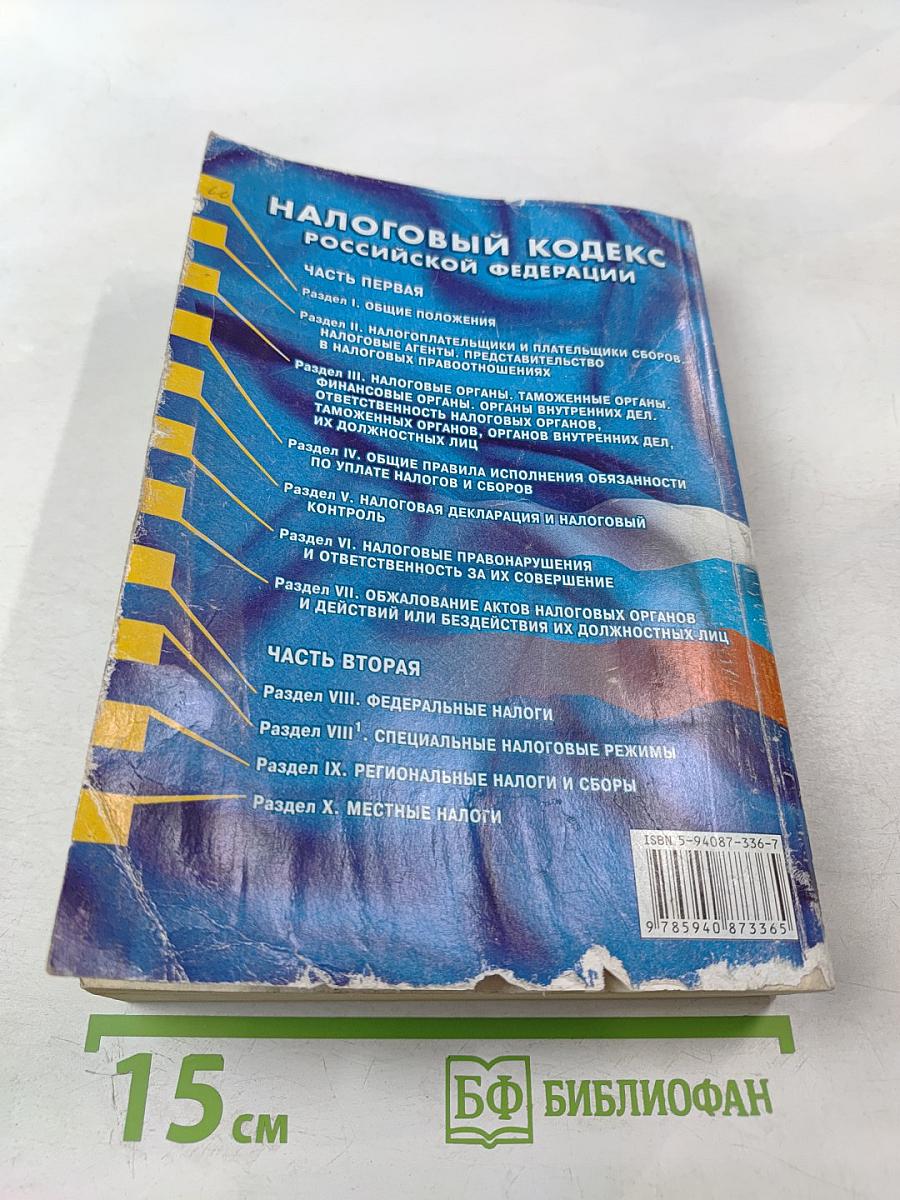 НАЛОГОВЫЙ КОДЕКС
РОССИЙСКОЙ ФЕДЕРАЦИИ
ЧАСТЬ ПЕРВАЯ
Раздел I. ОБЩИЕ ПОЛОЖЕНИЯ
Раздел II. НАЛОГОПЛАТЕЛЬЩИКИ И ПЛАТЕЛЬЩИКИ СБОРОВ.
НАЛОГОВЫЕ АГЕНТЫ. ПРЕДСТАВИТЕЛЬСТВО
В НАЛОГОВЫХ ПРАВООТНОШЕНИЯХ
Раздел III. НАЛОГОВЫЕ ОРГАНЫ. ТАМОЖЕННЫЕ ОРГАНЫ.
ФИНАНСОВЫЕ ОРГАНЫ. ОРГАНЫ ВНУТРЕННИХ ДЕЛ.
ОТВЕТСТВЕННОСТЬ НАЛОГОВЫХ ОРГАНОВ,
ТАМОЖЕННЫХ ОРГАНОВ, ОРГАНОВ ВНУТРЕННИХ ДЕЛ,
ИХ ДОЛЖНОСТНЫХ ЛИЦ
Раздел IV. ОБЩИЕ ПРАВИЛА ИСПОЛНЕНИЯ ОБЯЗАННОСТИ
ПО УПЛАТЕ НАЛОГОВ И СБОРОВ
Раздел V. НАЛОГОВАЯ ДЕКЛАРАЦИЯ И НАЛОГОВЫЙ
КОНТРОЛЬ
Раздел VI. НАЛОГОВЫЕ ПРАВОНАРУШЕНИЯ
И ОТВЕТСТВЕННОСТЬ ЗА ИХ СОВЕРШЕНИЕ
Раздел VII. ОБЖАЛОВАНИЕ АКТОВ НАЛОГОВЫХ ОРГАНОВ
И ДЕЙСТВИЙ ИЛИ БЕЗДЕЙСТВИЯ ИХ ДОЛЖНОСТНЫХ ЛИЦ
ЧАСТЬ ВТОРАЯ
Раздел VIII. ФЕДЕРАЛЬНЫЕ НАЛОГИ
Раздел VIII¹. СПЕЦИАЛЬНЫЕ НАЛОГОВЫЕ РЕЖИМЫ
Раздел IX. РЕГИОНАЛЬНЫЕ НАЛОГИ И СБОРЫ
Раздел X. МЕСТНЫЕ НАЛОГИ
ISBN 5-94087-336-7
9 785940 873365
15 см
БФ БИБЛИОФАН